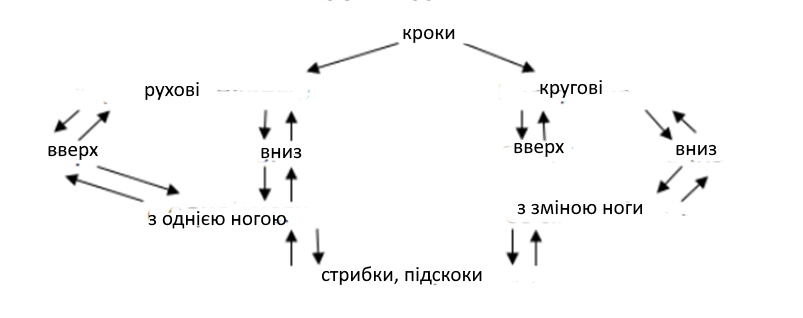 кроки
рухові
кругові
вверх
вниз
вверх
вниз
з однією ногою
з зміною ноги
стрибки, підскоки